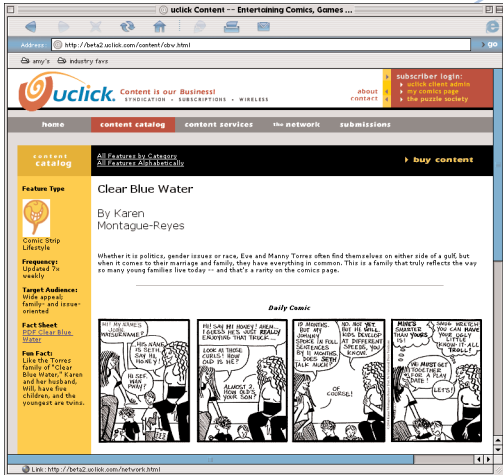 uclick Content -- Entertaining Comics, Games ...
Address: http://beta2.uclick.com/content/cbv.html
go
amy's industry favs
uclick. Content is our Business!
SYNDICATION • SUBSCRIPTIONS • WIRELESS
about
contact
subscriber login:
uclick client admin
my comics page
the puzzle society
home content catalog content services the network submissions
content
catalog
All Features by Category
All Features Alphabetically
buy content
Feature Type
Comic Strip
Lifestyle
Frequency:
Updated 7x
weekly
Target Audience:
Wide appeal;
family- and issue-
oriented
Fact Sheet
PDF Clear Blue
Water
Fun Fact:
Like the Torres
family of "Clear
Blue Water," Karen
and her husband,
Will, have five
children, and the
youngest are twins.
Clear Blue Water
By Karen
Montague-Reyes
Whether it is politics, gender issues or race, Eve and Manny Torres often find themselves on either side of a gulf, but
when it comes to their marriage and family, they have everything in common. This is a family that truly reflects the way
so many young families live today -- and that's a rarity on the comics page.
Daily Comic
HI! MY NAMES
JOHN.
WHATSURNAME?
HIS NAME
IS SETH.
SAY HI,
HONEY!
HI SEF.
WAN
PWAY?
HI! SAY HI HONEY! AHEM...
I GUESS HE'S JUST REALLY
ENJOYING THAT TRUCK...
LOOK AT THOSE
CURLS! HOW
OLD IS HE?
ALMOST 2.
HOW OLD'S
YOUR SON?
19 MONTHS.
BUT MY
JOHNNY
SPOKE IN FULL
SENTENCES
BY 11 MONTHS.
DOES SETH
TALK MUCH?
NO, NOT YET.
BUT HE WILL.
KIDS DEVELOP
AT DIFFERENT
SPEEDS, YOU
KNOW.
OF
COURSE!
MINE'S
SMARTER
THAN YOURS
IS!
SMUG WRETCH
YOU CAN HAVE
YOUR UGLY
LITTLE
KNOW-IT-ALL
TROLL!
WE MUST GET
TOGETHER
FOR A PLAY
DATE!
LET'S!
Link: http://beta2.uclick.com/network.html